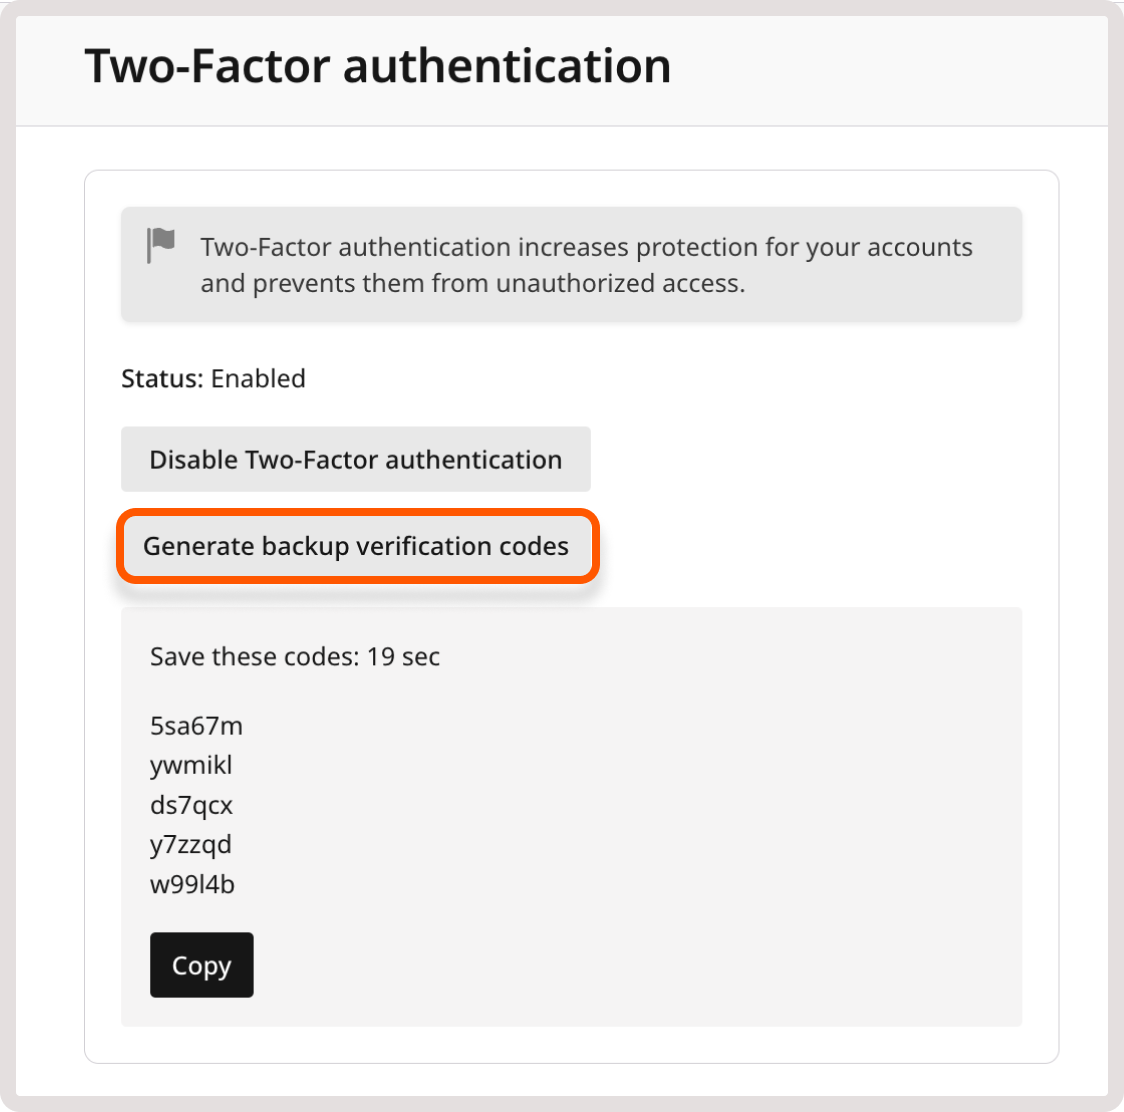 Two-Factor authentication
Two-Factor authentication increases protection for your accounts
and prevents them from unauthorized access.
Status: Enabled
Disable Two-Factor authentication
Generate backup verification codes
Save these codes: 19 sec
5sa67m
ywmikl
ds7qcx
y7zzqd
w99l4b
Copy